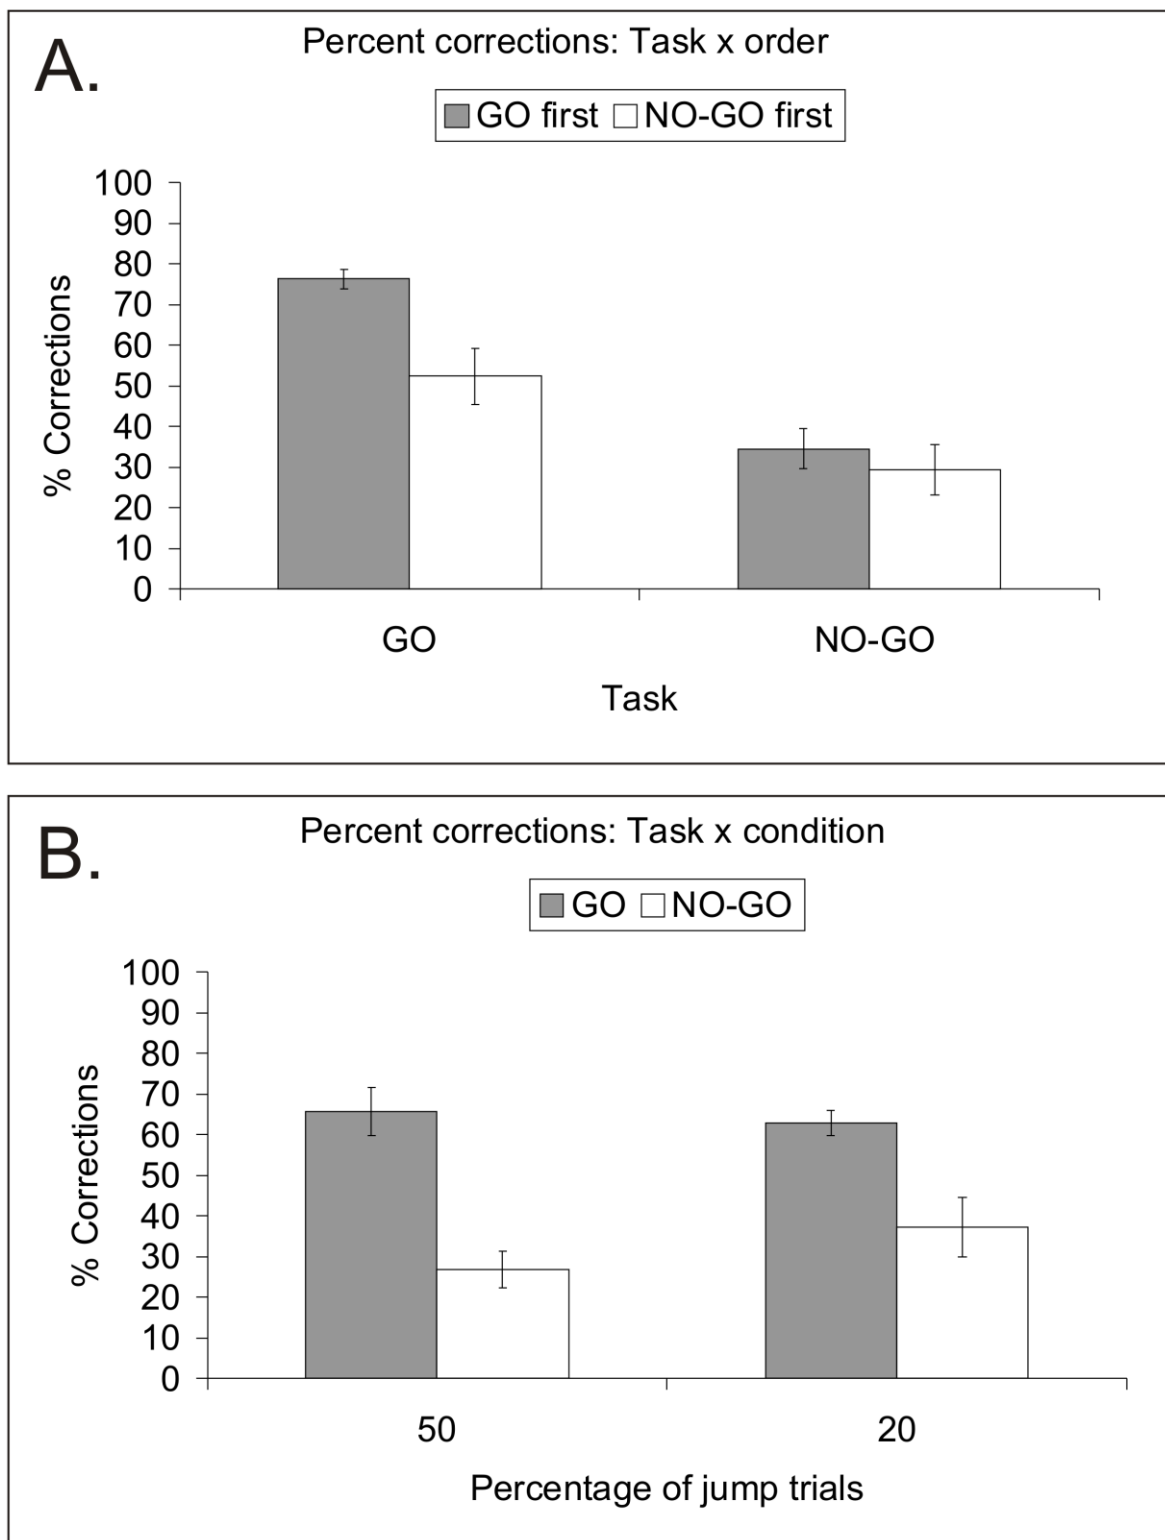 A.
Percent corrections: Task x order
GO first NO-GO first
100
90
80
70
60
50
40
30
20
10
0
% Corrections
GO NO-GO
Task
B.
Percent corrections: Task x condition
GO NO-GO
100
90
80
70
60
50
40
30
20
10
0
% Corrections
50 20
Percentage of jump trials